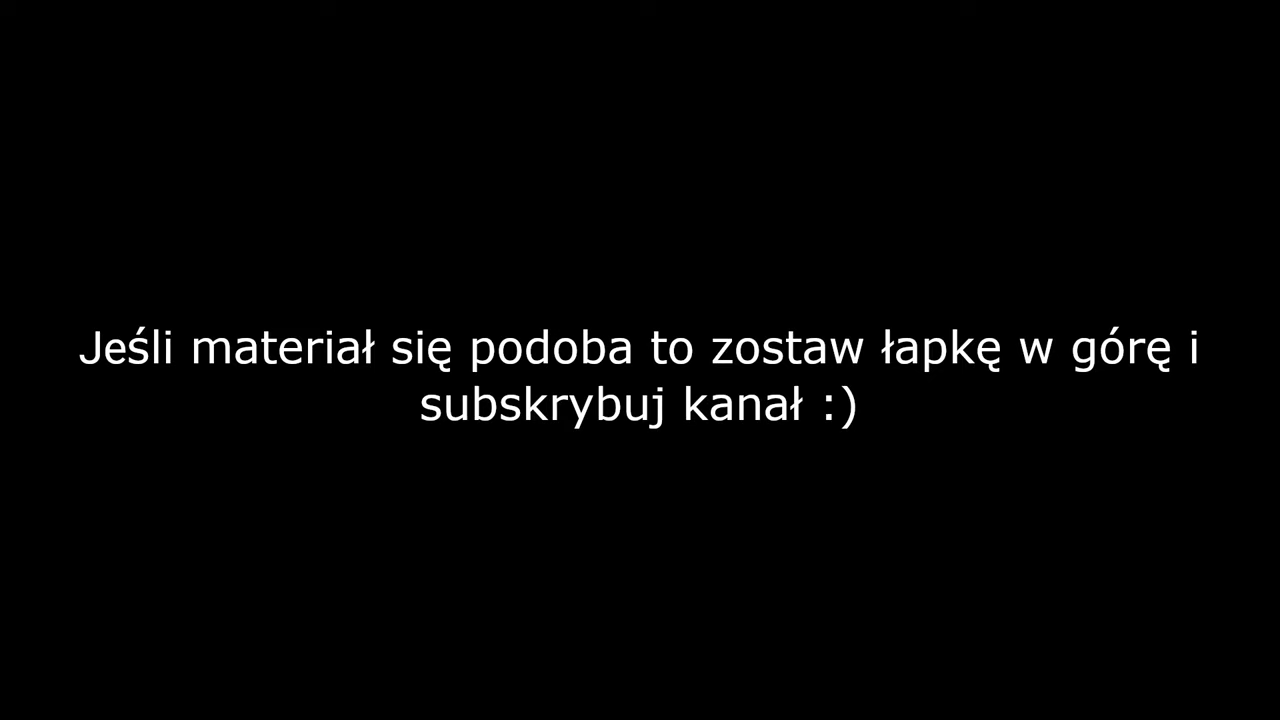 Jeśli materiał się podoba to zostaw łapkę w górę i
subskrybuj kanał :)